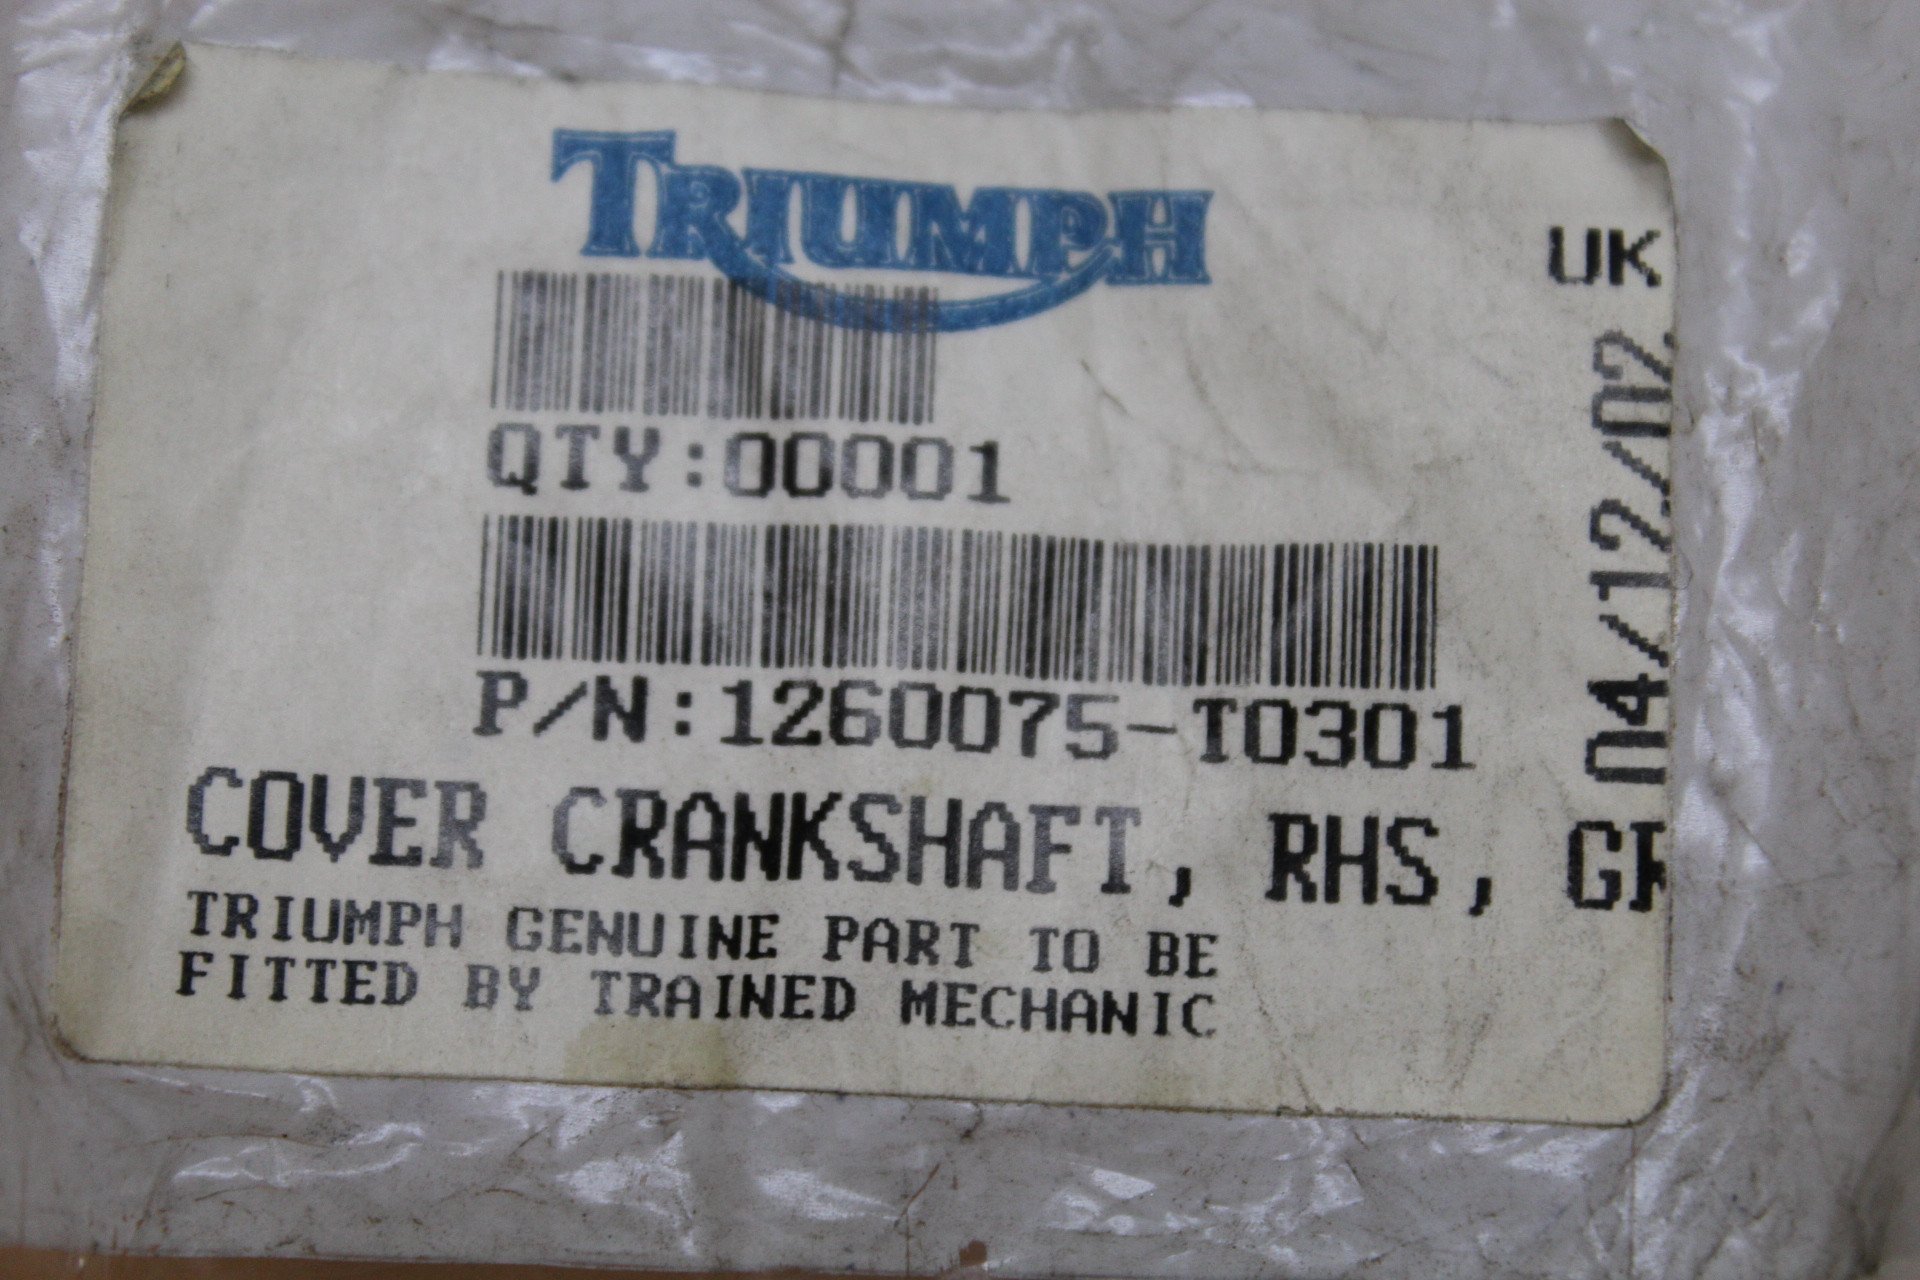 TRIUMPH
UK
04/12/02
QTY:00001
P/N:1260075-T0301
COVER CRANKSHAFT, RHS, GR
TRIUMPH GENUINE PART TO BE
FITTED BY TRAINED MECHANIC